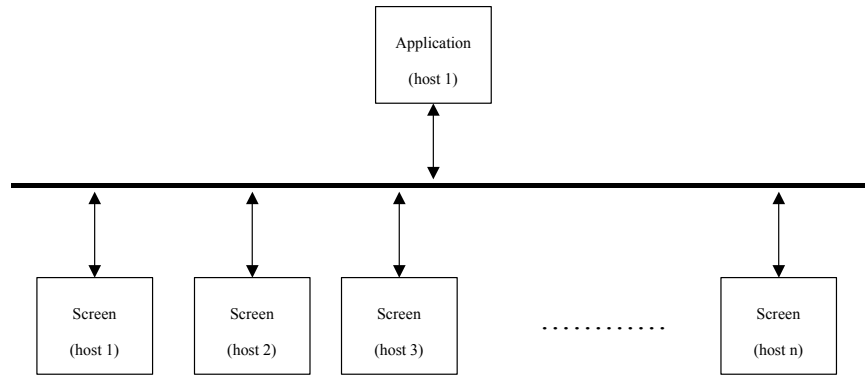 Application
(host 1)
Screen
(host 1)
Screen
(host 2)
Screen
(host 3)
............
Screen
(host n)